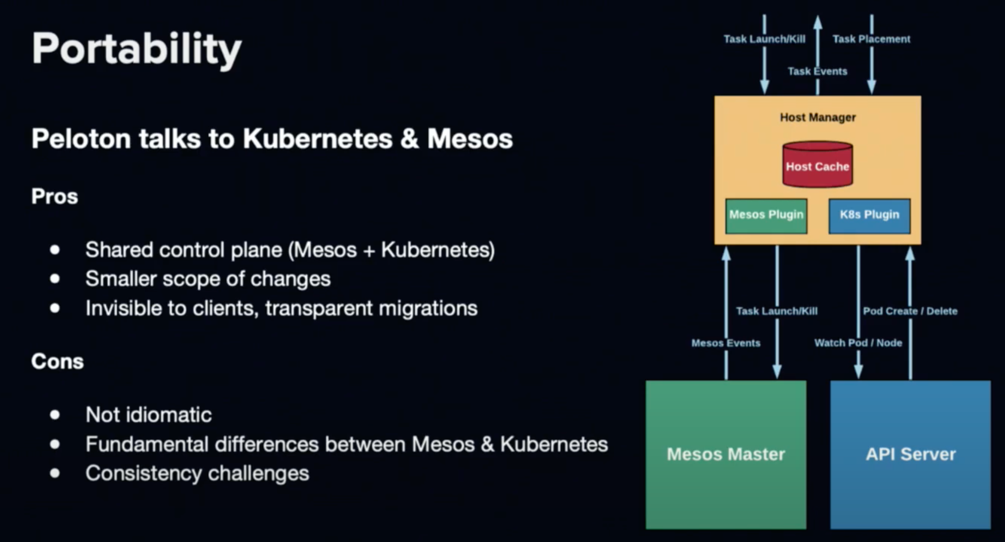 Portability
Peloton talks to Kubernetes & Mesos
Pros
Shared control plane (Mesos + Kubernetes)
Smaller scope of changes
Invisible to clients, transparent migrations
Cons
Not idiomatic
Fundamental differences between Mesos & Kubernetes
Consistency challenges
Task Launch/Kill
Task Placement
Task Events
Host Manager
Host Cache
Mesos Plugin
K8s Plugin
Task Launch/Kill
Pod Create / Delete
Mesos Events
Watch Pod / Node
Mesos Master
API Server